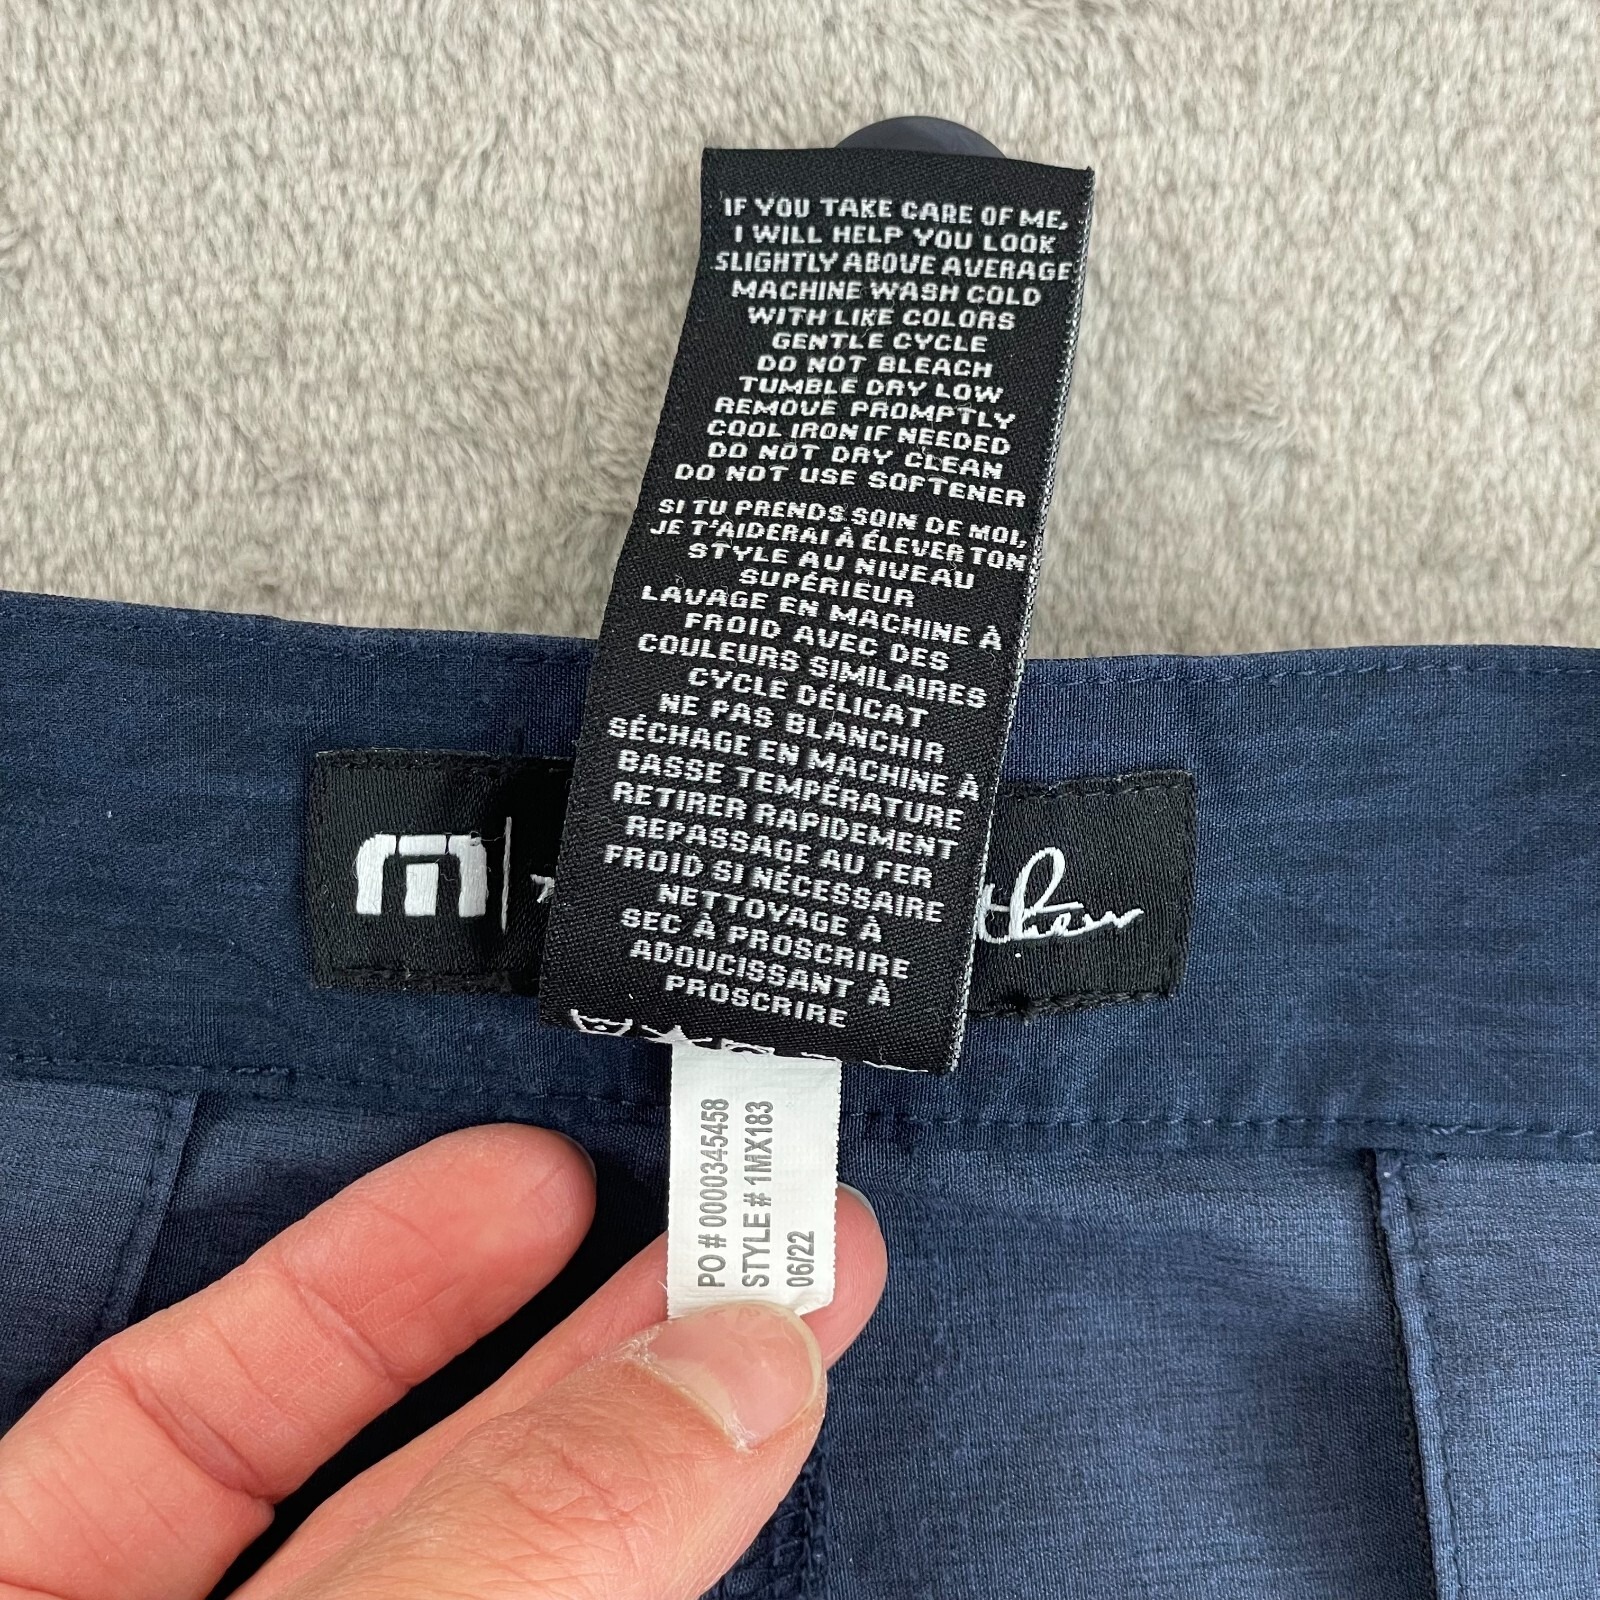 IF YOU TAKE CARE OF ME,
I WILL HELP YOU LOOK
SLIGHTLY ABOVE AVERAGE
MACHINE WASH COLD
WITH LIKE COLORS
GENTLE CYCLE
DO NOT BLEACH
TUMBLE DRY LOW
REMOVE PROMPTLY
COOL IRON IF NEEDED
DO NOT DRY CLEAN
DO NOT USE SOFTENER
SI TU PRENDS SOIN DE MOI,
JE T'AIDERAI À ÉLEVER TON
STYLE AU NIVEAU
SUPÉRIEUR
LAVAGE EN MACHINE À
FROID AVEC DES
COULEURS SIMILAIRES
CYCLE DÉLICAT
NE PAS BLANCHIR
SÉCHAGE EN MACHINE À
BASSE TEMPÉRATURE
RETIRER RAPIDEMENT
REPASSAGE AU FER
FROID SI NÉCESSAIRE
NETTOYAGE À
SEC À PROSCRIRE
ADOUCISSANT À
PROSCRIRE
thew
PO # 0000345458
STYLE # 1MX183
06/22